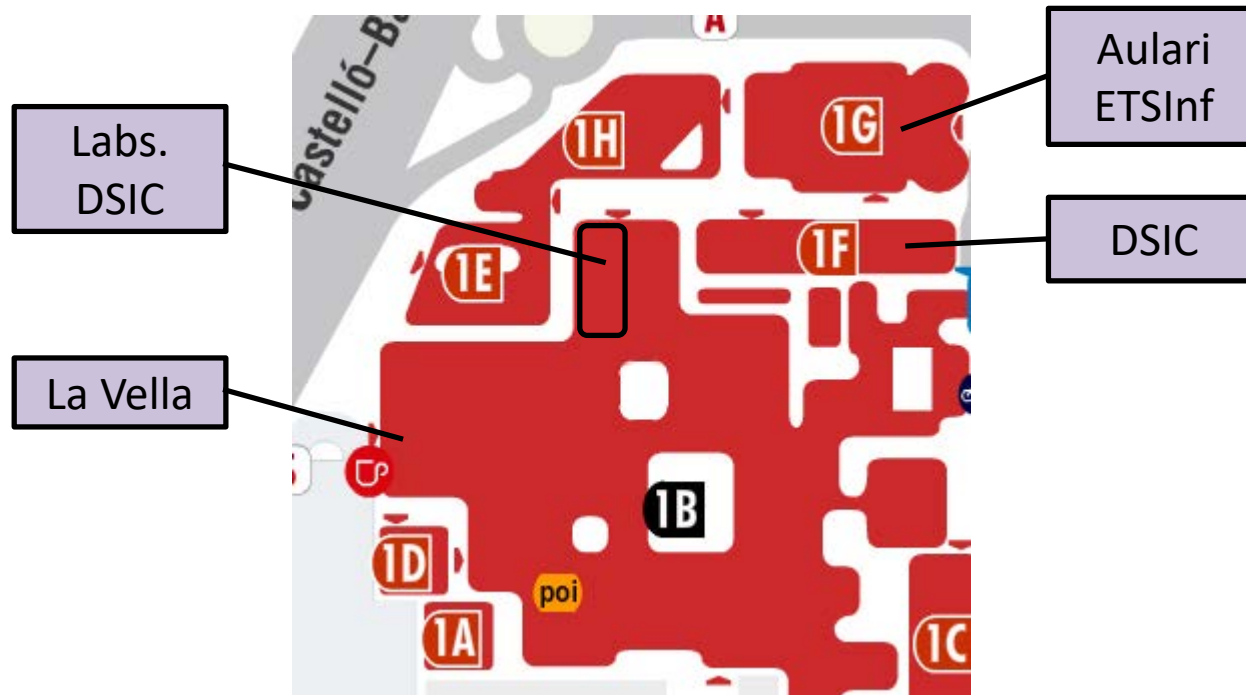 A
Castelló–Ba
Aulari
ETSInf
Labs.
DSIC
1H
1G
DSIC
1F
1E
La Vella
1B
1D
poi
1A
1C